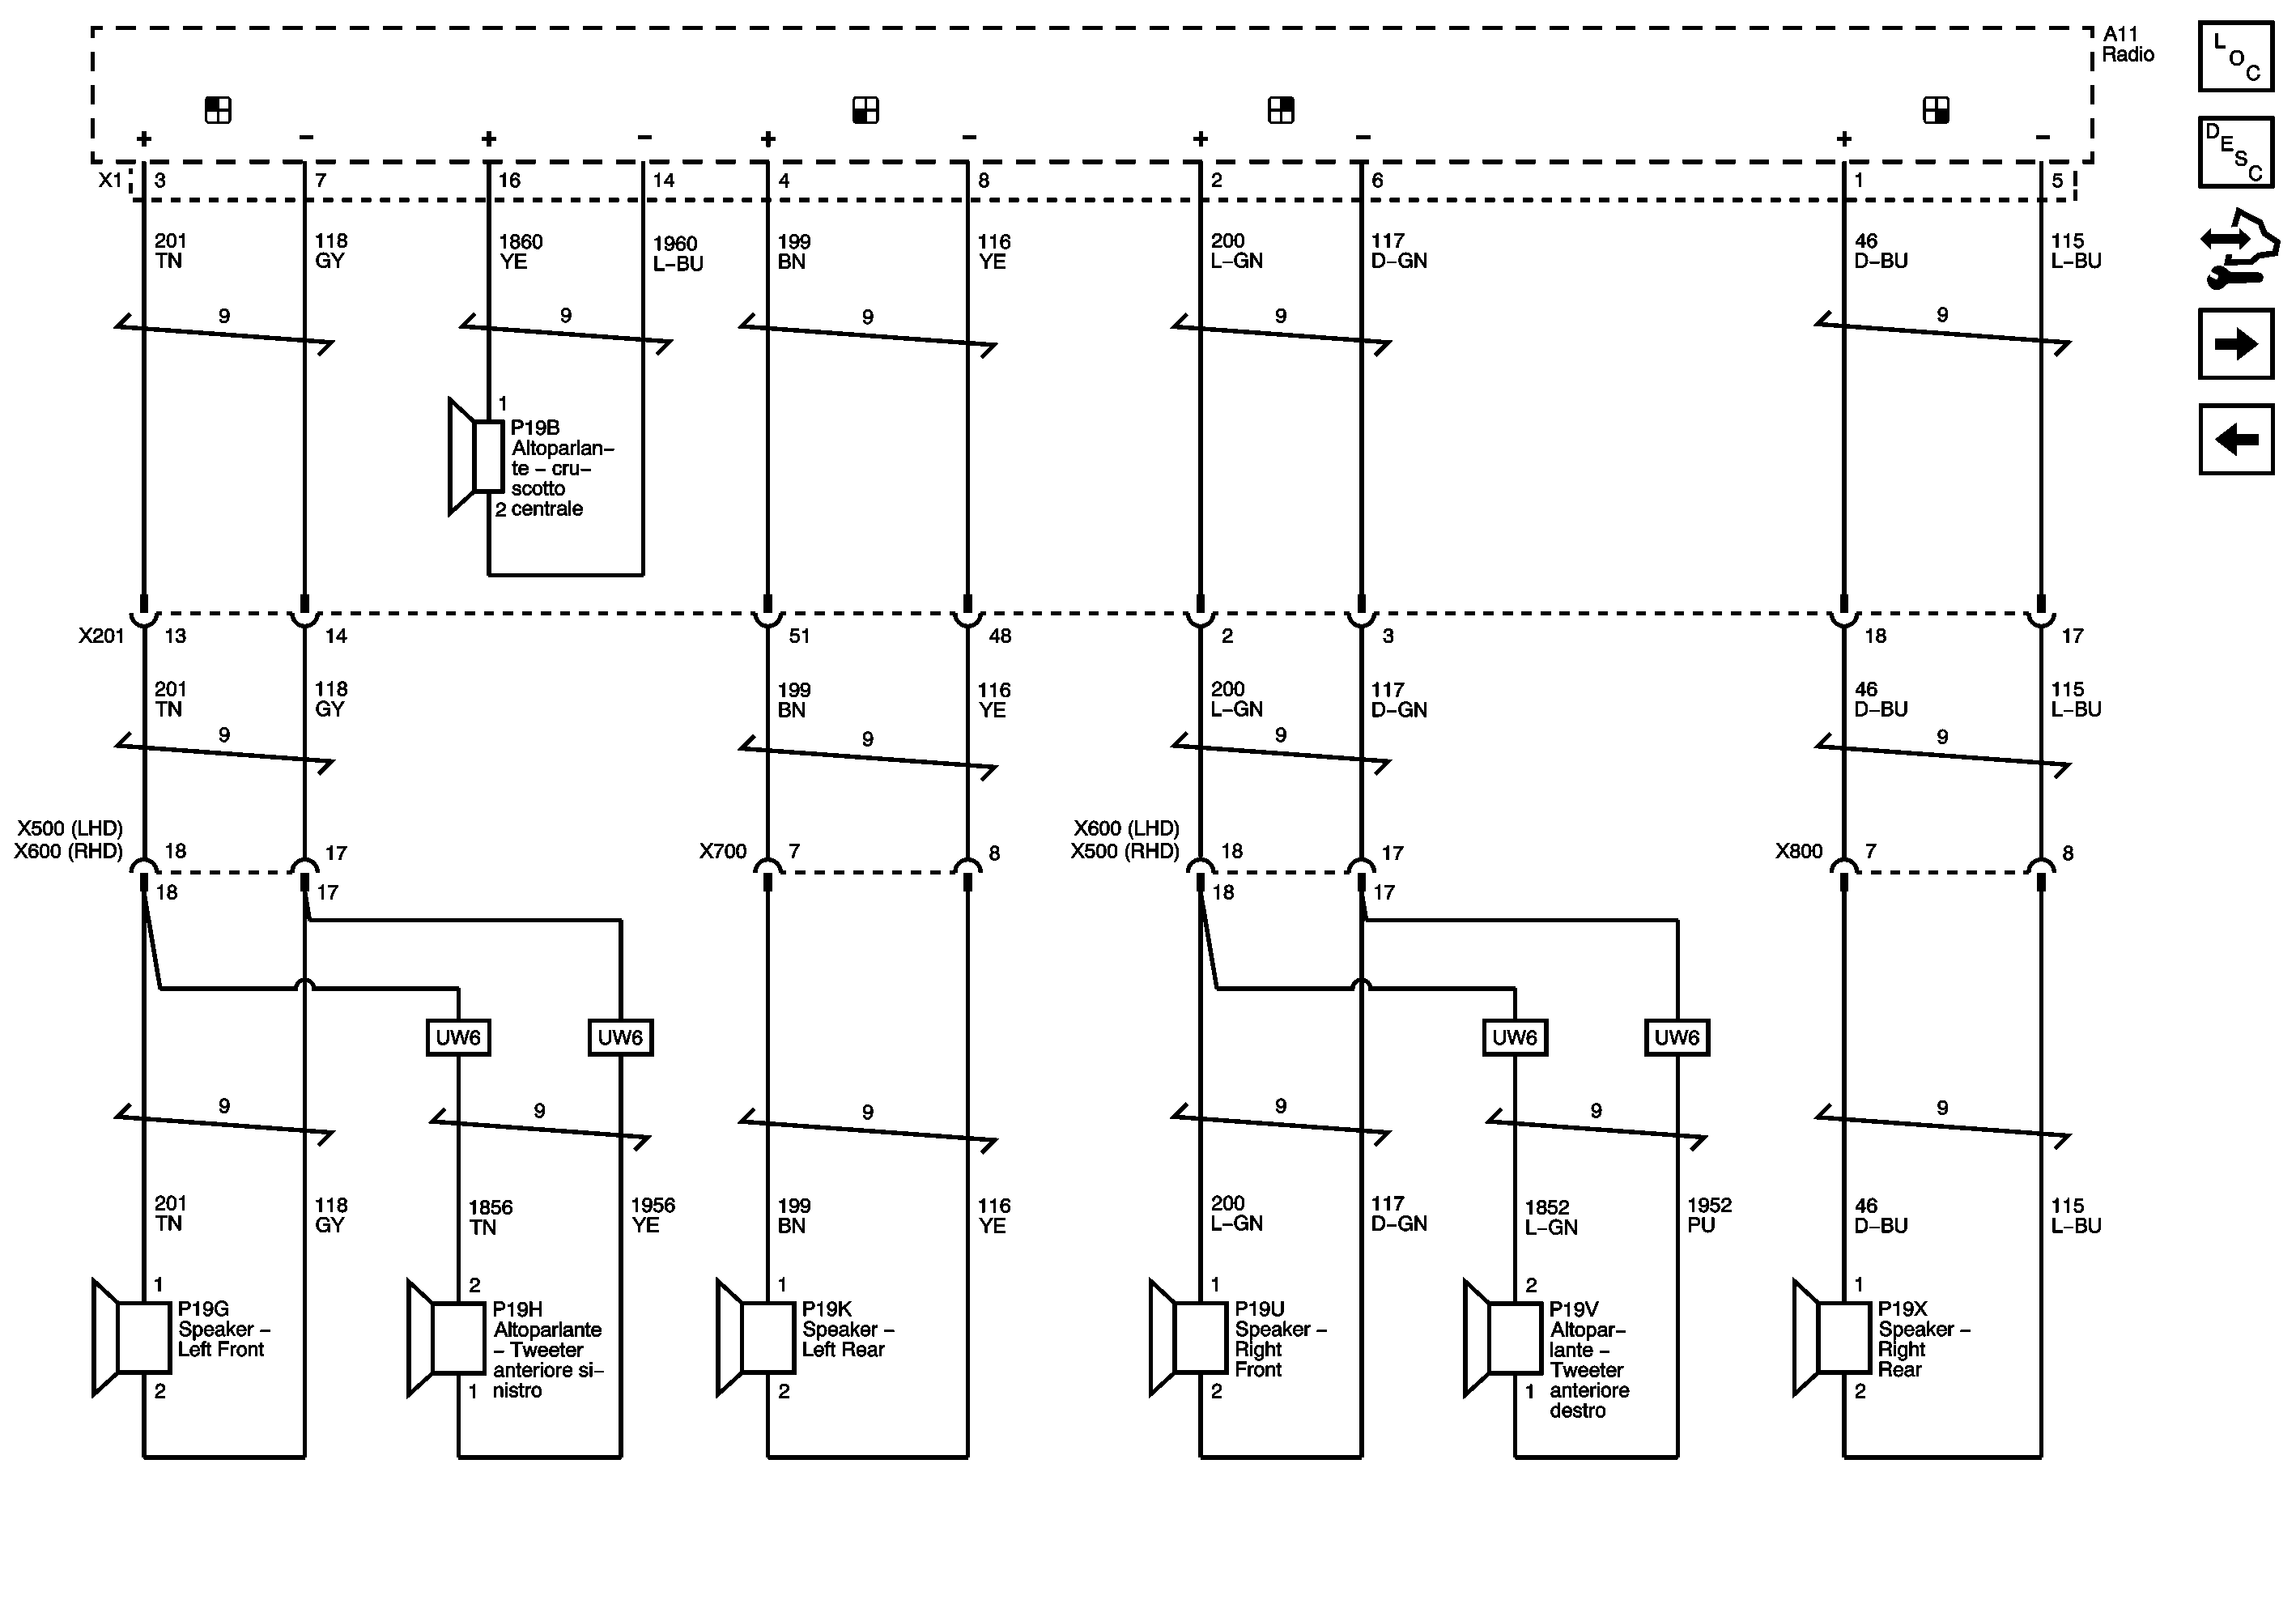 A11
Radio
L
O
C
D
E
S
C
+
−
+
−
+
−
+
−
+
−
X1
3
7
16
14
4
8
2
6
1
5
201
TN
118
GY
1860
YE
1960
L−BU
199
BN
116
YE
200
L−GN
117
D−GN
46
D−BU
115
L−BU
9
9
9
9
9
1
P19B
Altoparlan−
te − cru−
scotto
2 centrale
X201
13
14
51
48
2
3
18
17
201
TN
118
GY
199
BN
116
YE
200
L−GN
117
D−GN
46
D−BU
115
L−BU
9
9
9
9
X500 (LHD)
X600 (RHD)
18
17
X700
7
8
X600 (LHD)
X500 (RHD)
18
17
X800
7
8
18
17
18
17
UW6
UW6
UW6
UW6
9
9
9
9
9
9
201
TN
118
GY
1856
TN
1956
YE
199
BN
116
YE
200
L−GN
117
D−GN
1852
L−GN
1952
PU
46
D−BU
115
L−BU
1
P19G
Speaker −
Left Front
2
2
P19H
Altoparlante
− Tweeter
anteriore si−
1 nistro
1
P19K
Speaker −
Left Rear
2
1
P19U
Speaker −
Right
Front
2
2
P19V
Altopar−
lante −
Tweeter
1 anteriore
destro
1
P19X
Speaker −
Right
Rear
2